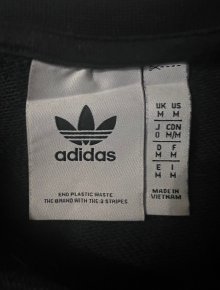 adidas
END PLASTIC WASTE
THE BRAND WITH THE 3 STRIPES
UK US
M M
J CDN
O M/M
D F
M M
E I
M M
MADE IN
VIETNAM